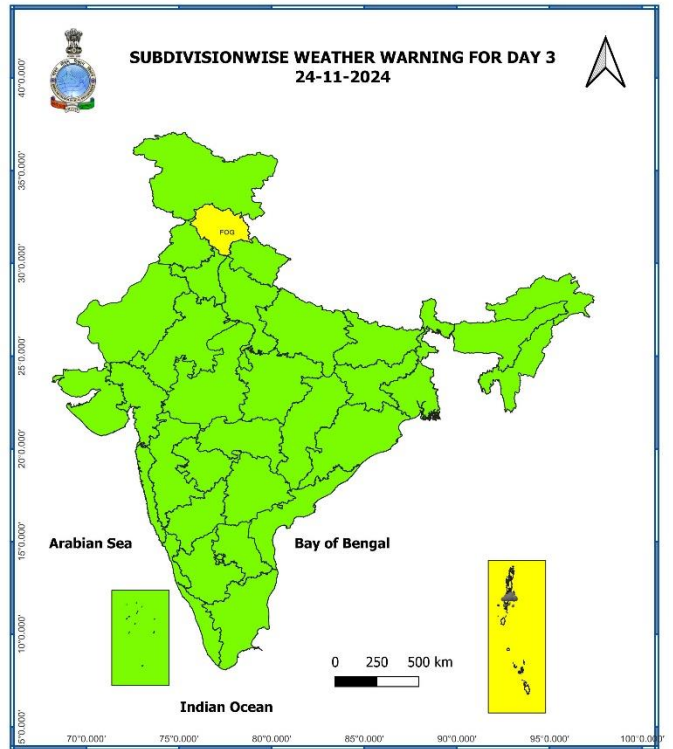 SUBDIVISIONWISE WEATHER WARNING FOR DAY 3
24-11-2024
40°0.000'
35°0.000'
30°0.000'
25°0.000'
20°0.000'
15°0.000'
10°0.000'
5°0.000'
FOG
Arabian Sea
Bay of Bengal
0 250 500 km
Indian Ocean
70°0.000' 75°0.000' 80°0.000' 85°0.000' 90°0.000' 95°0.000' 100°0.000'